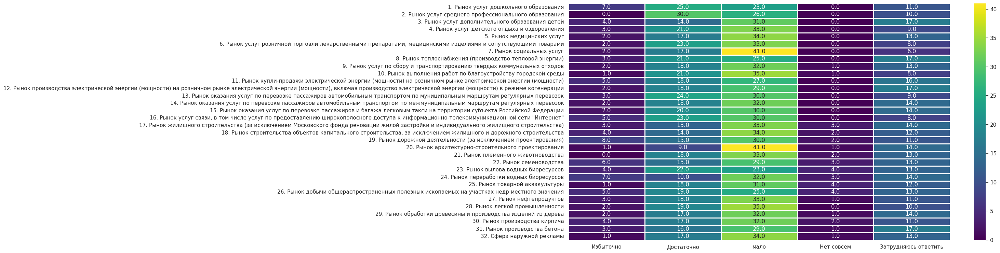 1. Рынок услуг дошкольного образования 7.0 25.0 23.0 0.0 11.0
2. Рынок услуг среднего профессионального образования 0.0 30.0 26.0 0.0 10.0
3. Рынок услуг дополнительного образования детей 4.0 14.0 31.0 0.0 17.0
4. Рынок услуг детского отдыха и оздоровления 3.0 21.0 33.0 0.0 9.0
5. Рынок медицинских услуг 2.0 17.0 34.0 0.0 13.0
6. Рынок услуг розничной торговли лекарственными препаратами, медицинскими изделиями и сопутствующими товарами 2.0 23.0 33.0 0.0 8.0
7. Рынок социальных услуг 2.0 17.0 41.0 0.0 6.0
8. Рынок теплоснабжения (производство тепловой энергии) 3.0 21.0 25.0 0.0 17.0
9. Рынок услуг по сбору и транспортированию твердых коммунальных отходов 2.0 18.0 32.0 1.0 13.0
10. Рынок выполнения работ по благоустройству городской среды 1.0 21.0 35.0 1.0 8.0
11. Рынок купли-продажи электрической энергии (мощности) на розничном рынке электрической энергии (мощности) 5.0 18.0 27.0 0.0 16.0
12. Рынок производства электрической энергии (мощности) на розничном рынке электрической энергии (мощности), включая производство электрической энергии (мощности) в режиме когенерации 2.0 18.0 29.0 0.0 17.0
13. Рынок оказания услуг по перевозке пассажиров автомобильным транспортом по муниципальным маршрутам регулярных перевозок 3.0 24.0 30.0 0.0 9.0
14. Рынок оказания услуг по перевозке пассажиров автомобильным транспортом по межмуниципальным маршрутам регулярных перевозок 2.0 18.0 32.0 0.0 14.0
15. Рынок оказания услуг по перевозке пассажиров и багажа легковым такси на территории субъекта Российской Федерации 2.0 20.0 30.0 0.0 14.0
16. Рынок услуг связи, в том числе услуг по предоставлению широкополосного доступа к информационно-телекоммуникационной сети "Интернет" 5.0 23.0 30.0 0.0 8.0
17. Рынок жилищного строительства (за исключением Московского фонда реновации жилой застройки и индивидуального жилищного строительства) 3.0 13.0 33.0 3.0 14.0
18. Рынок строительства объектов капитального строительства, за исключением жилищного и дорожного строительства 4.0 14.0 34.0 2.0 12.0
19. Рынок дорожной деятельности (за исключением проектирования) 8.0 15.0 30.0 2.0 11.0
20. Рынок архитектурно-строительного проектирования 1.0 9.0 41.0 1.0 14.0
21. Рынок племенного животноводства 0.0 18.0 33.0 2.0 13.0
22. Рынок семеноводства 6.0 15.0 29.0 3.0 13.0
23. Рынок вылова водных биоресурсов 4.0 22.0 23.0 4.0 13.0
24. Рынок переработки водных биоресурсов 7.0 10.0 32.0 3.0 14.0
25. Рынок товарной аквакультуры 1.0 18.0 31.0 4.0 12.0
26. Рынок добычи общераспространенных полезных ископаемых на участках недр местного значения 5.0 19.0 25.0 4.0 13.0
27. Рынок нефтепродуктов 3.0 18.0 33.0 1.0 11.0
28. Рынок легкой промышленности 2.0 19.0 35.0 0.0 10.0
29. Рынок обработки древесины и производства изделий из дерева 2.0 17.0 32.0 1.0 14.0
30. Рынок производства кирпича 4.0 17.0 32.0 2.0 11.0
31. Рынок производства бетона 3.0 16.0 29.0 1.0 17.0
32. Сфера наружной рекламы 1.0 17.0 34.0 1.0 13.0
Избыточно Достаточно мало Нет совсем Затрудняюсь ответить
40
35
30
25
20
15
10
5
0